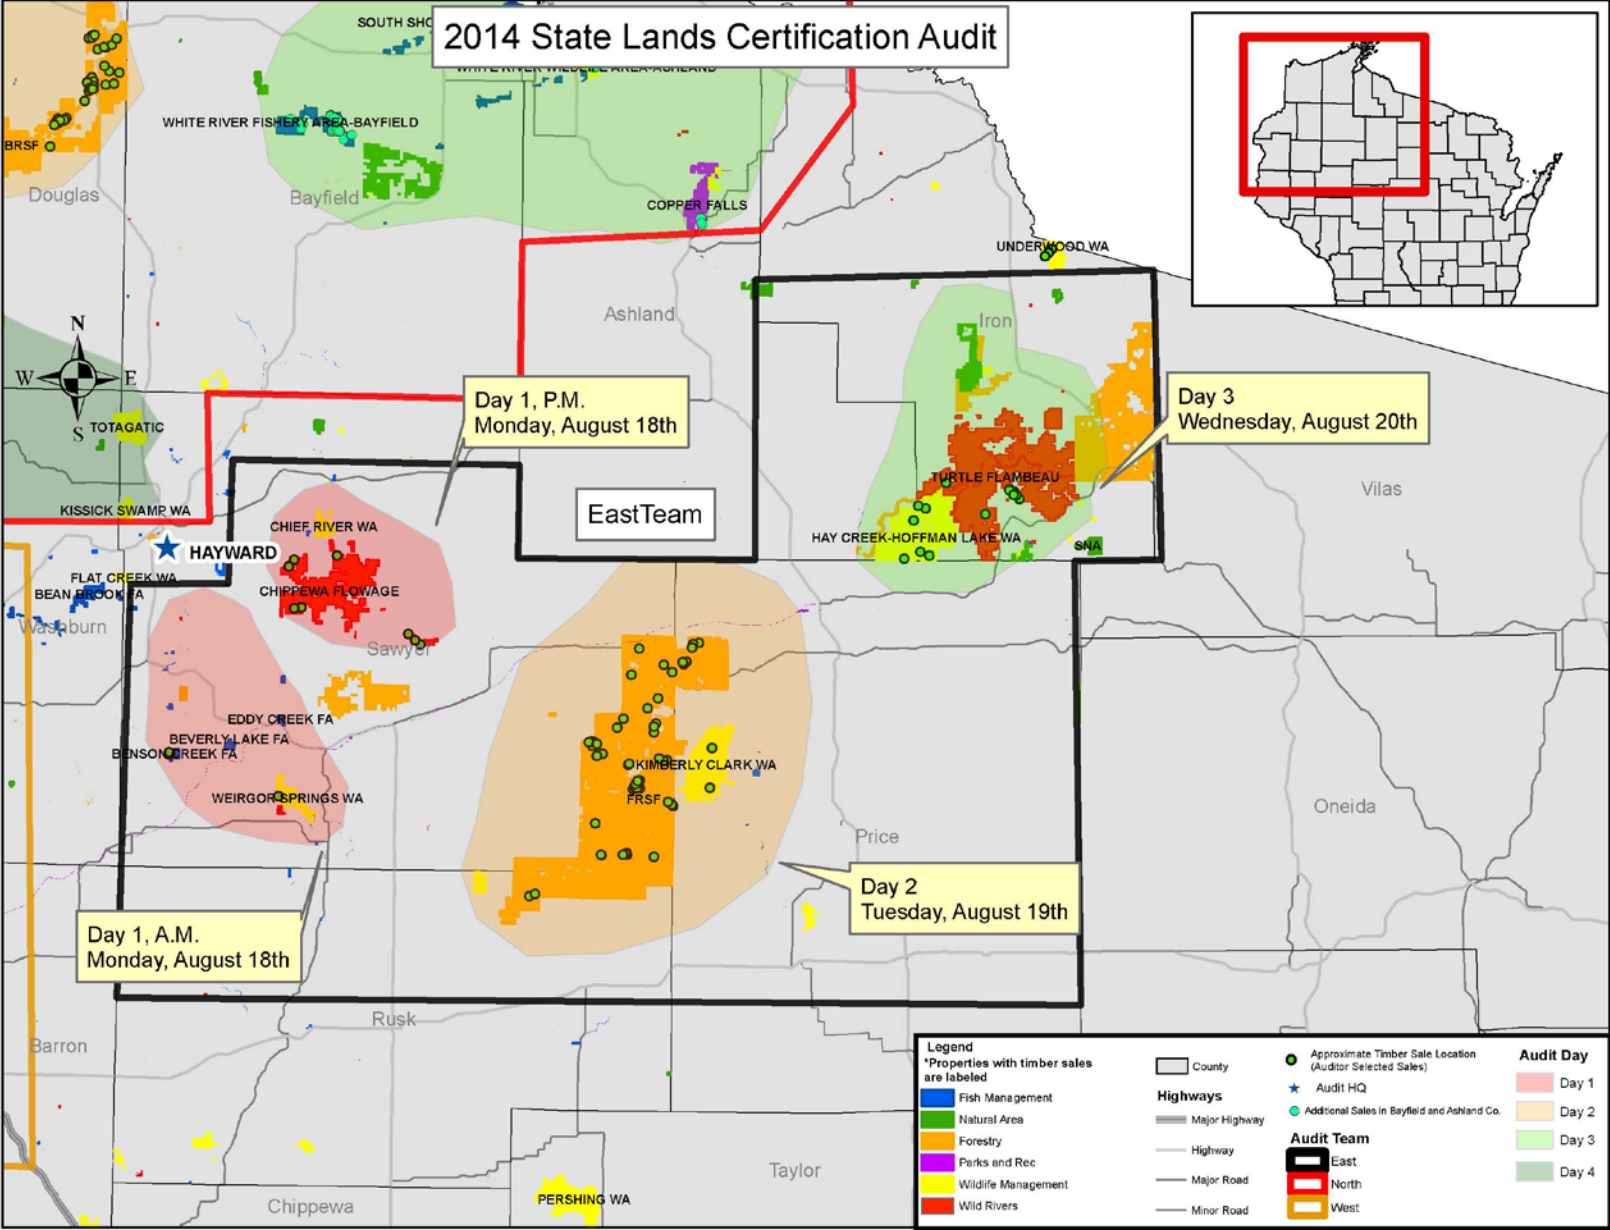 2014 State Lands Certification Audit
SOUTH SHO
WHITE RIVER WILDLIFE AREA-ASHLAND
WHITE RIVER FISHERY AREA-BAYFIELD
BRSF
Douglas
Bayfield
COPPER FALLS
UNDERWOOD WA
Ashland
Iron
N
W
E
S
TOTAGATIC
Day 1, P.M.
Monday, August 18th
Day 3
Wednesday, August 20th
KISSICK SWAMP WA
EastTeam
TURTLE FLAMBEAU
Vilas
CHIEF RIVER WA
HAY CREEK-HOFFMAN LAKE WA
SNA
HAYWARD
FLAT CREEK WA
BEAN BROOK FA
CHIPPEWA FLOWAGE
Washburn
Sawyer
EDDY CREEK FA
BEVERLY LAKE FA
BENSON CREEK FA
KIMBERLY CLARK WA
WEIRGOR SPRINGS WA
FRSF
Oneida
Price
Day 2
Tuesday, August 19th
Day 1, A.M.
Monday, August 18th
Rusk
Barron
Taylor
Chippewa
PERSHING WA
Legend
*Properties with timber sales
are labeled
Fish Management
Natural Area
Forestry
Parks and Rec
Wildlife Management
Wild Rivers
County
Highways
Major Highway
Highway
Major Road
Minor Road
Approximate Timber Sale Location
(Auditor Selected Sales)
Audit HQ
Additional Sales in Bayfield and Ashland Co.
Audit Team
East
North
West
Audit Day
Day 1
Day 2
Day 3
Day 4